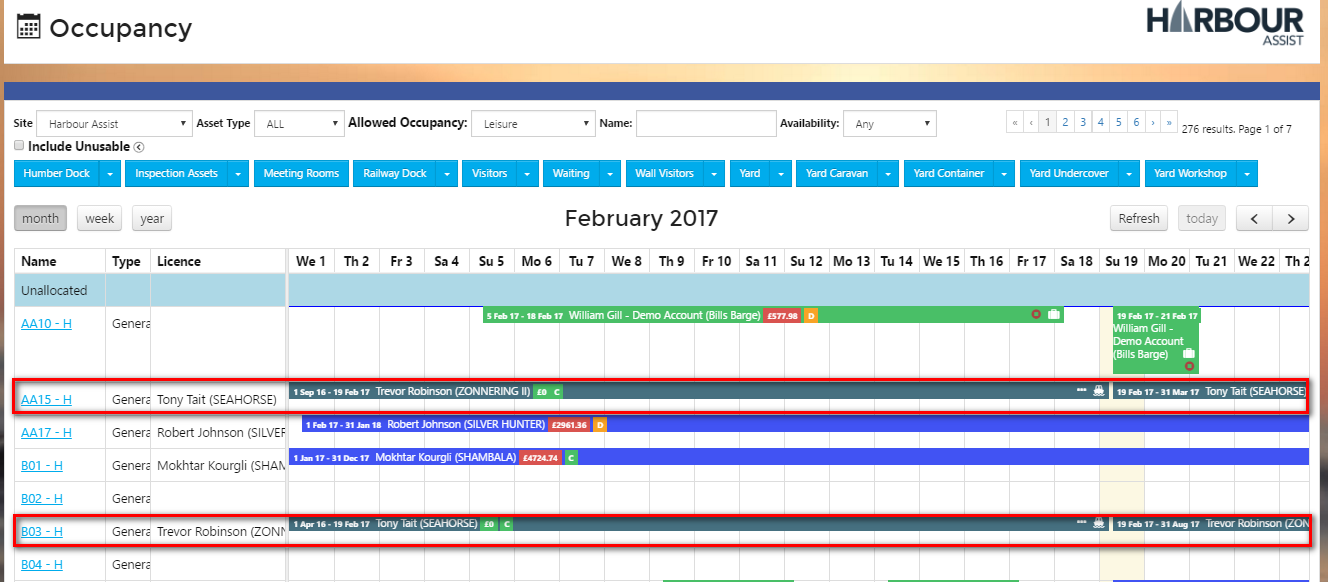 Occupancy
HARBOUR
ASSIST
Site Harbour Assist Asset Type ALL Allowed Occupancy: Leisure Name: Availability: Any « ‹ 1 2 3 4 5 6 › » 276 results. Page 1 of 7
Include Unusable
Humber Dock Inspection Assets Meeting Rooms Railway Dock Visitors Waiting Wall Visitors Yard Yard Caravan Yard Container Yard Undercover Yard Workshop
month week year February 2017 Refresh today < >
Name Type Licence We 1 Th 2 Fr 3 Sa 4 Su 5 Mo 6 Tu 7 We 8 Th 9 Fr 10 Sa 11 Su 12 Mo 13 Tu 14 We 15 Th 16 Fr 17 Sa 18 Su 19 Mo 20 Tu 21 We 22 Th 2
Unallocated
AA10 - H Genera 5 Feb 17 - 18 Feb 17 William Gill - Demo Account (Bills Barge) £577.98 D 19 Feb 17 - 21 Feb 17
William Gill -
Demo Account
(Bills Barge)
AA15 - H Genera Tony Tait (SEAHORSE) 1 Sep 16 - 19 Feb 17 Trevor Robinson (ZONNERING II) £0 C 19 Feb 17 - 31 Mar 17 Tony Tait (SEAHORSE)
AA17 - H Genera Robert Johnson (SILVER 1 Feb 17 - 31 Jan 18 Robert Johnson (SILVER HUNTER) £2961.36 D
B01 - H Genera Mokhtar Kourgli (SHAM 1 Jan 17 - 31 Dec 17 Mokhtar Kourgli (SHAMBALA) £4724.74 C
B02 - H Genera
B03 - H Genera Trevor Robinson (ZONN 1 Apr 16 - 19 Feb 17 Tony Tait (SEAHORSE) £0 C 19 Feb 17 - 31 Aug 17 Trevor Robinson (ZON
B04 - H Genera